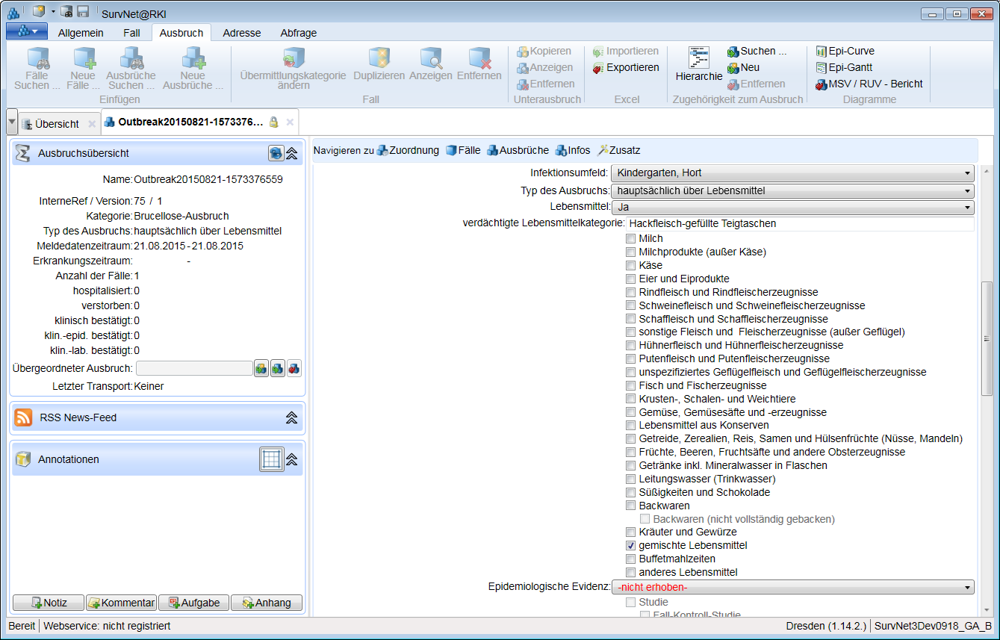 SurvNet@RKI
Allgemein Fall Ausbruch Adresse Abfrage
Fälle Suchen ...
Neue Fälle ...
Ausbrüche Suchen ...
Neue Ausbrüche ...
Einfügen
Übermittlungskategorie ändern
Duplizieren Anzeigen Entfernen
Fall
Kopieren
Anzeigen
Entfernen
Unterausbruch
Importieren
Exportieren
Excel
Hierarchie
Suchen ...
Neu
Entfernen
Zugehörigkeit zum Ausbruch
Epi-Curve
Epi-Gantt
MSV / RUV - Bericht
Diagramme
Übersicht
Outbreak20150821-1573376...
Ausbruchsübersicht
Name: Outbreak20150821-1573376559
InterneRef / Version: 75 / 1
Kategorie: Brucellose-Ausbruch
Typ des Ausbruchs: hauptsächlich über Lebensmittel
Meldedatenzeitraum: 21.08.2015 - 21.08.2015
Erkrankungszeitraum: -
Anzahl der Fälle: 1
hospitalisiert: 0
verstorben: 0
klinisch bestätigt: 0
klin.-epid. bestätigt: 0
klin.-lab. bestätigt: 0
Übergeordneter Ausbruch:
Letzter Transport: Keiner
RSS News-Feed
Annotationen
Notiz Kommentar Aufgabe Anhang
Navigieren zu Zuordnung Fälle Ausbrüche Infos Zusatz
Infektionsumfeld: Kindergarten, Hort
Typ des Ausbruchs: hauptsächlich über Lebensmittel
Lebensmittel: Ja
verdächtigte Lebensmittelkategorie: Hackfleisch-gefüllte Teigtaschen
Milch
Milchprodukte (außer Käse)
Käse
Eier und Eiprodukte
Rindfleisch und Rindfleischerzeugnisse
Schweinefleisch und Schweinefleischerzeugnisse
Schaffleisch und Schaffleischerzeugnisse
sonstige Fleisch und Fleischerzeugnisse (außer Geflügel)
Hühnerfleisch und Hühnerfleischerzeugnisse
Putenfleisch und Putenfleischerzeugnisse
unspezifiziertes Geflügelfleisch und Geflügelfleischerzeugnisse
Fisch und Fischerzeugnisse
Krusten-, Schalen- und Weichtiere
Gemüse, Gemüsesäfte und -erzeugnisse
Lebensmittel aus Konserven
Getreide, Zerealien, Reis, Samen und Hülsenfrüchte (Nüsse, Mandeln)
Früchte, Beeren, Fruchtsäfte und andere Obsterzeugnisse
Getränke inkl. Mineralwasser in Flaschen
Leitungswasser (Trinkwasser)
Süßigkeiten und Schokolade
Backwaren
Backwaren (nicht vollständig gebacken)
Kräuter und Gewürze
gemischte Lebensmittel
Buffetmahlzeiten
anderes Lebensmittel
Epidemiologische Evidenz: -nicht erhoben-
Studie
Fall-Kontroll-Studie
Bereit Webservice: nicht registriert
Dresden (1.14.2.) SurvNet3Dev0918_GA_B